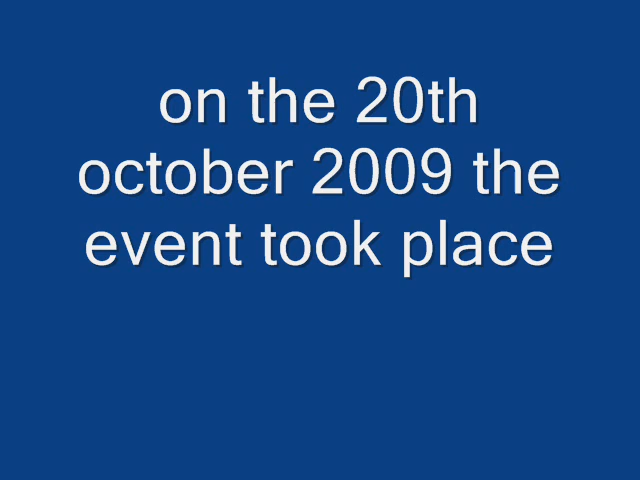 on the 20th
october 2009 the
event took place